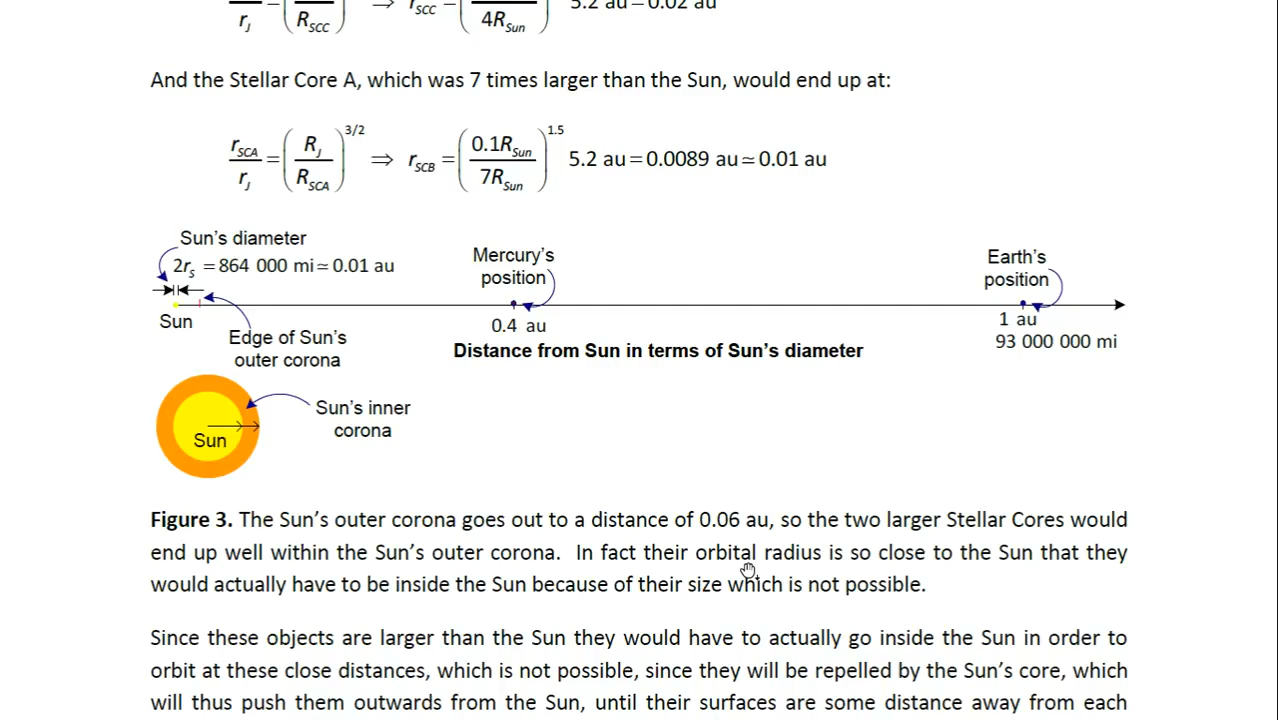 r_J = ( R_SCC ) ⇒ r_SCC = ( 4R_Sun ) 5.2 au = 0.02 au
And the Stellar Core A, which was 7 times larger than the Sun, would end up at:
r_SCA / r_J = ( R_J / R_SCA )^3/2 ⇒ r_SCB = ( 0.1R_Sun / 7R_Sun )^1.5 5.2 au = 0.0089 au ≃ 0.01 au
Sun's diameter
2r_s = 864 000 mi ≃ 0.01 au
Mercury's
position
Earth's
position
Sun
Edge of Sun's
outer corona
0.4 au
1 au
93 000 000 mi
Distance from Sun in terms of Sun's diameter
Sun's inner
corona
Sun
Figure 3. The Sun's outer corona goes out to a distance of 0.06 au, so the two larger Stellar Cores would
end up well within the Sun's outer corona. In fact their orbital radius is so close to the Sun that they
would actually have to be inside the Sun because of their size which is not possible.
Since these objects are larger than the Sun they would have to actually go inside the Sun in order to
orbit at these close distances, which is not possible, since they will be repelled by the Sun's core, which
will thus push them outwards from the Sun, until their surfaces are some distance away from each